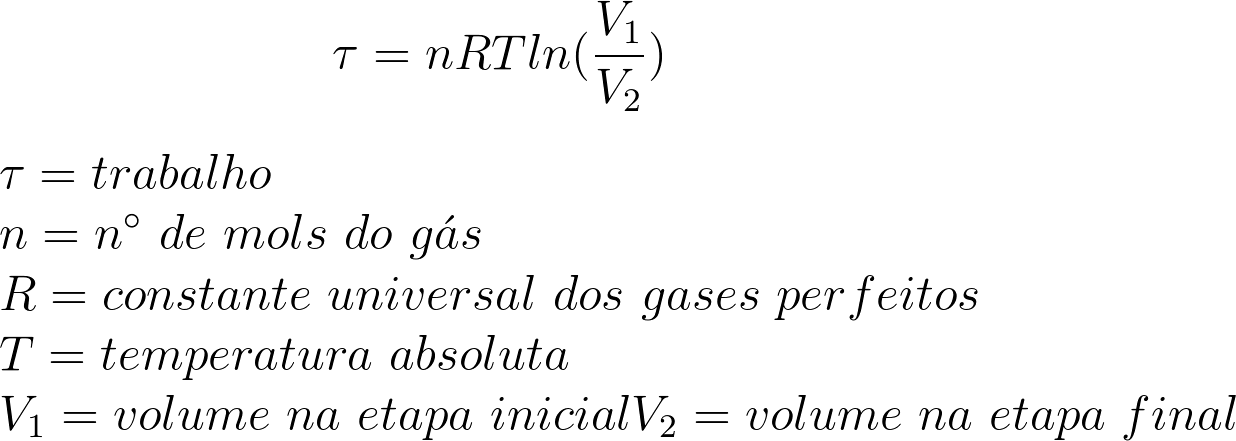 τ = nRTln(V₁/V₂)
τ = trabalho
n = n° de mols do gás
R = constante universal dos gases perfeitos
T = temperatura absoluta
V₁ = volume na etapa inicialV₂ = volume na etapa final